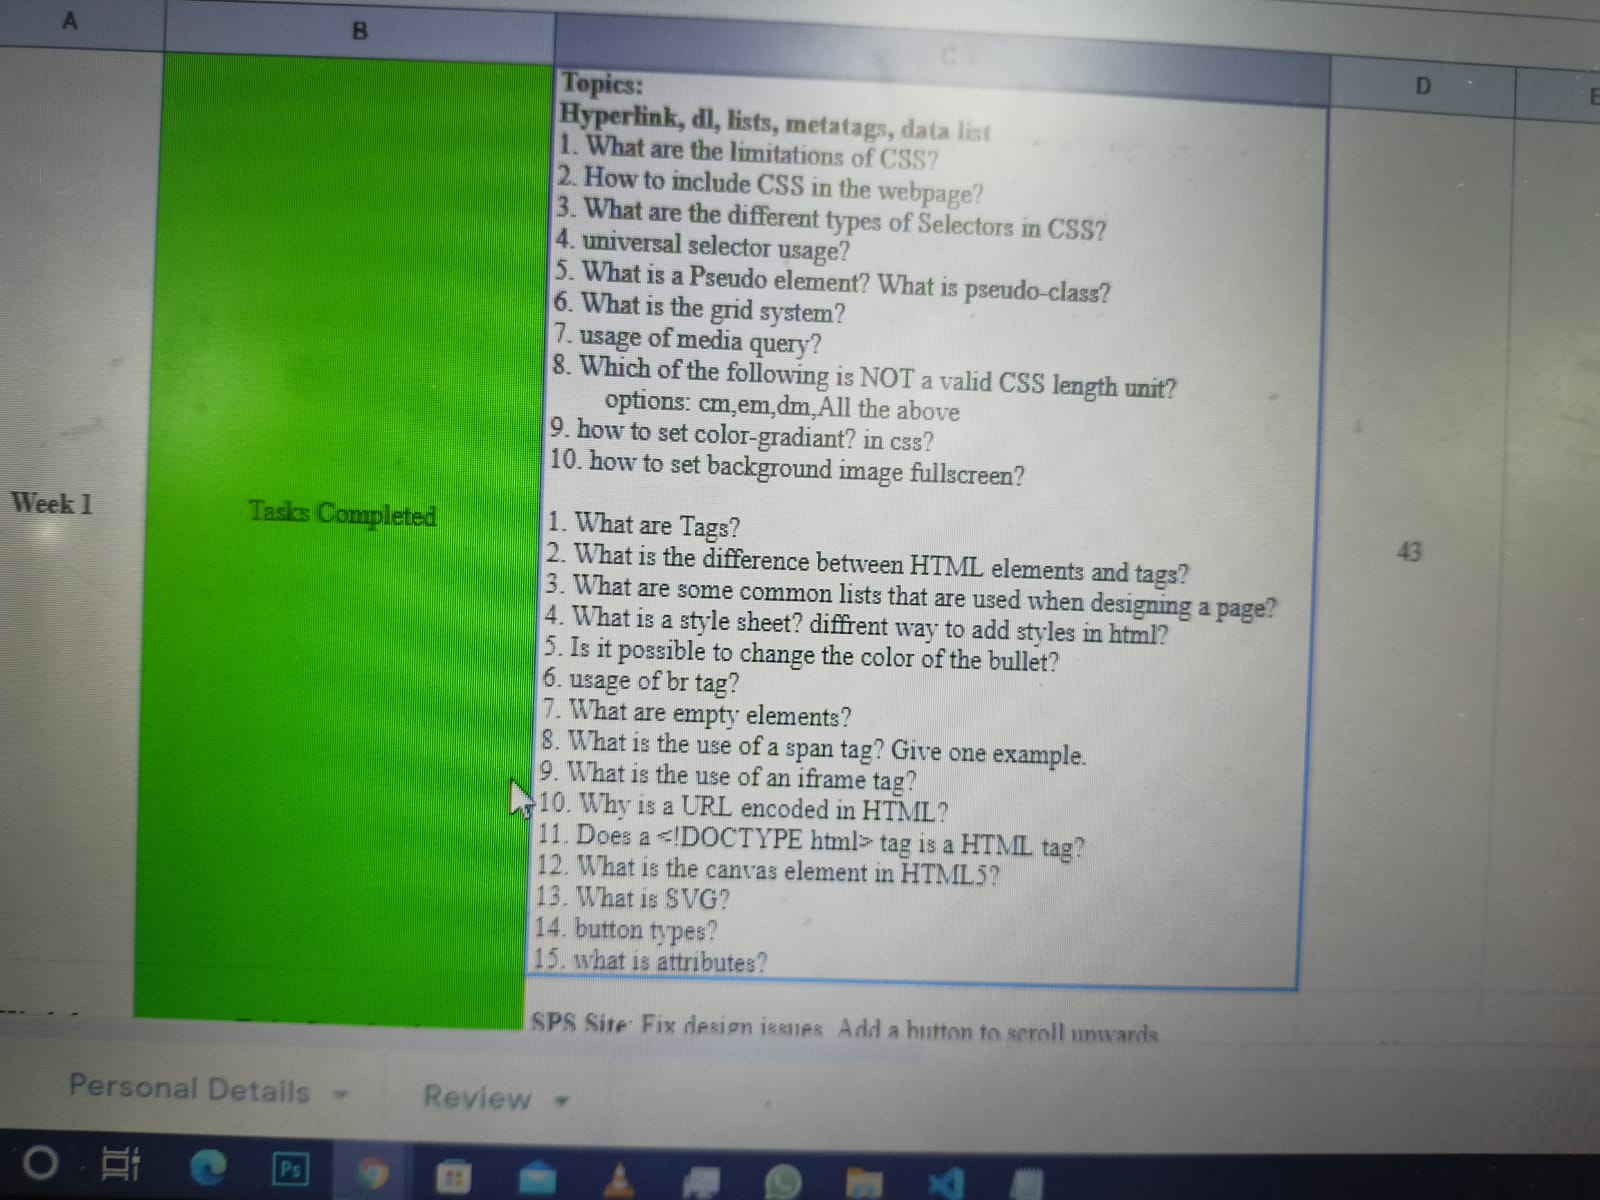 A B C D E
Topics:
Hyperlink, dl, lists, metatags, data list
1. What are the limitations of CSS?
2. How to include CSS in the webpage?
3. What are the different types of Selectors in CSS?
4. universal selector usage?
5. What is a Pseudo element? What is pseudo-class?
6. What is the grid system?
7. usage of media query?
8. Which of the following is NOT a valid CSS length unit?
options: cm,em,dm,All the above
9. how to set color-gradiant? in css?
10. how to set background image fullscreen?
Week 1
Tasks Completed
1. What are Tags?
2. What is the difference between HTML elements and tags?
3. What are some common lists that are used when designing a page?
4. What is a style sheet? diffrent way to add styles in html?
5. Is it possible to change the color of the bullet?
6. usage of br tag?
7. What are empty elements?
8. What is the use of a span tag? Give one example.
9. What is the use of an iframe tag?
10. Why is a URL encoded in HTML?
11. Does a <!DOCTYPE html> tag is a HTML tag?
12. What is the canvas element in HTML5?
13. What is SVG?
14. button types?
15. what is attributes?
43
SPS Site: Fix design issues Add a button to scroll upwards
Personal Details
Review
Ps